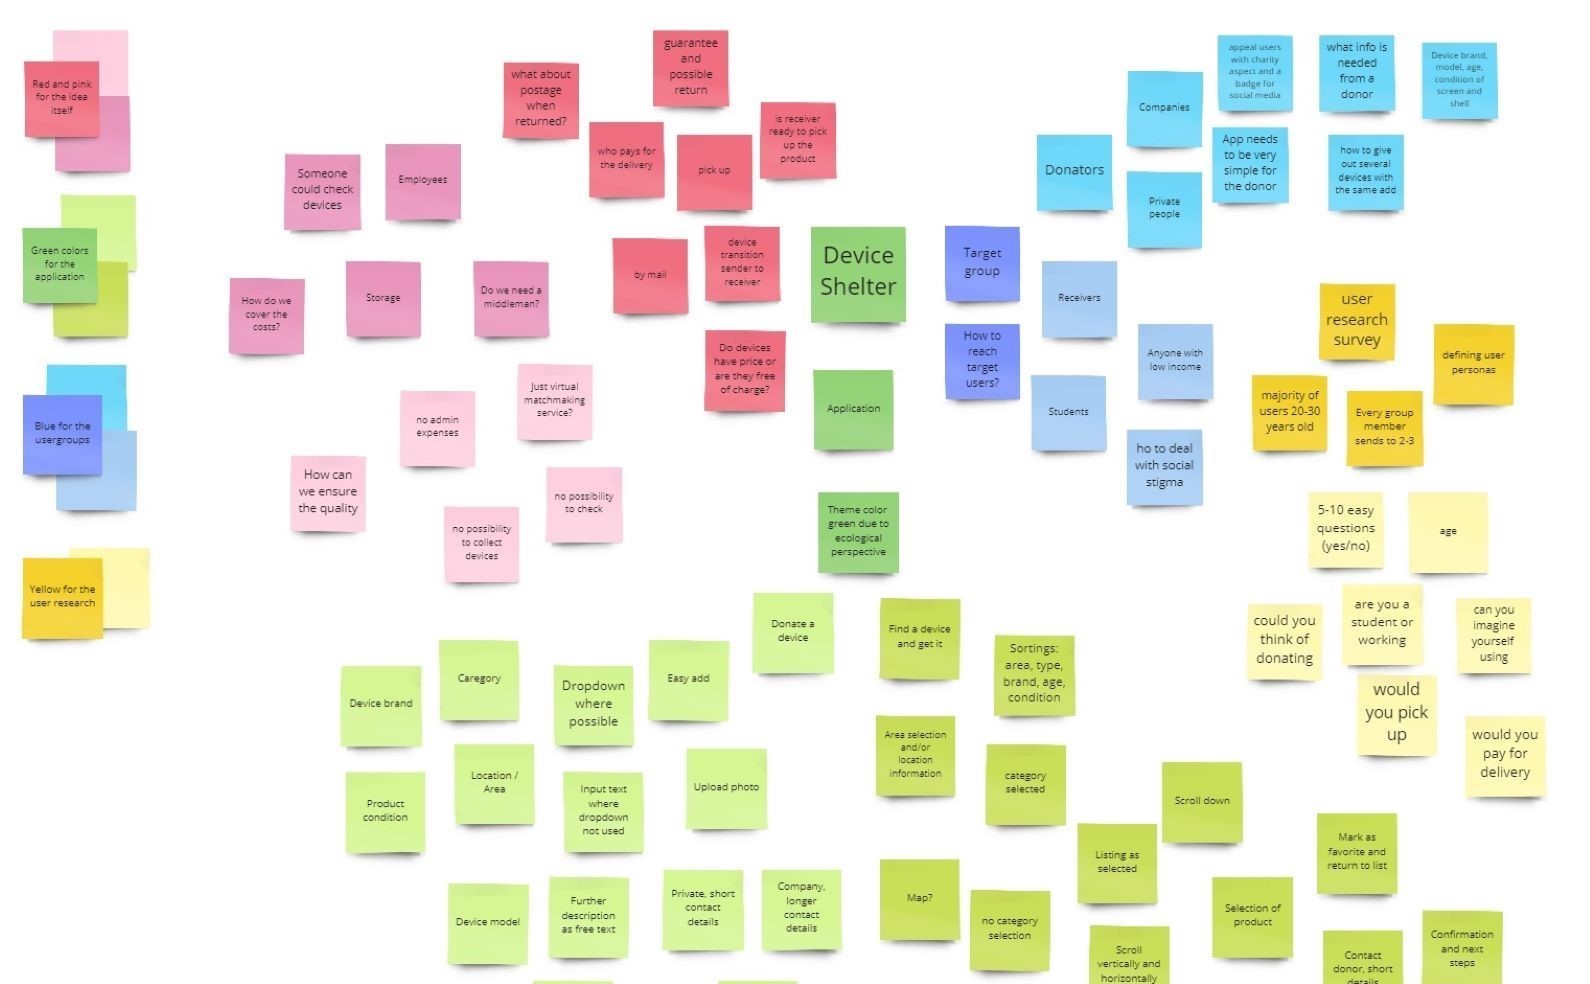 Red and pink
for the idea
itself
Green colors
for the
application
Blue for the
usergroups
Yellow for the
user research
what about
postage
when
returned?
guarantee
and
possible
return
who pays for
the delivery
pick up
is receiver
ready to pick
up the
product
Someone
could check
devices
Employees
by mail
device
transition
sender to
receiver
How do we
cover the
costs?
Storage
Do we need a
middleman?
Do devices
have price or
are they free
of charge?
Just virtual
matchmaking
service?
no admin
expenses
How can
we ensure
the quality
no possibility
to check
no possibility
to collect
devices
Device
Shelter
Application
Theme color
green due to
ecological
perspective
Target
group
How to
reach
target
users?
Donators
Companies
Private
people
appeal users
with charity
aspect and a
badge for
social media
what info is
needed
from a
donor
Device brand,
model, age,
condition of
screen and
shell
App needs
to be very
simple for
the donor
how to give
out several
devices with
the same add
Receivers
Anyone with
low income
Students
ho to deal
with social
stigma
user
research
survey
defining user
personas
majority of
users 20-30
years old
Every group
member
sends to 2-3
5-10 easy
questions
(yes/no)
age
could you
think of
donating
are you a
student or
working
can you
imagine
yourself
using
would
you pick
up
would you
pay for
delivery
Donate a
device
Easy add
Dropdown
where
possible
Caregory
Device brand
Product
condition
Location /
Area
Input text
where
dropdown
not used
Upload photo
Device model
Further
description
as free text
Private, short
contact
details
Company,
longer
contact
details
Find a device
and get it
Sortings:
area, type,
brand, age,
condition
Area selection
and/or
location
information
category
selected
Scroll down
Listing as
selected
Map?
no category
selection
Scroll
vertically and
horizontally
Selection of
product
Mark as
favorite and
return to list
Contact
donor, short
details
Confirmation
and next
steps